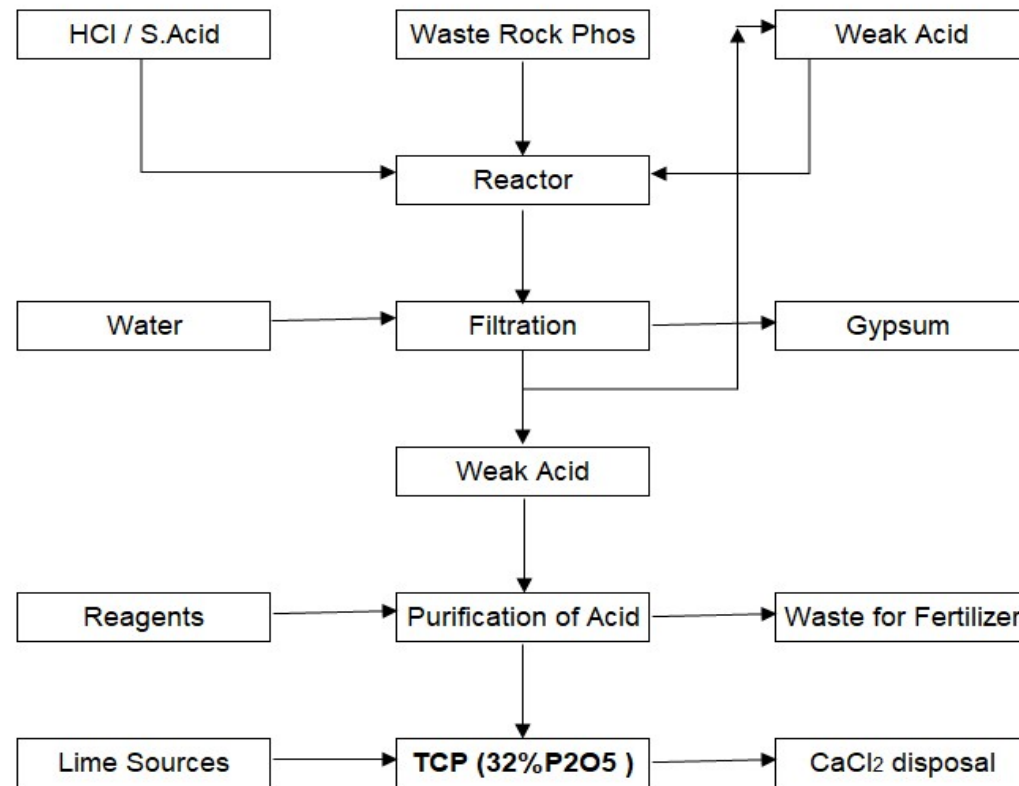 HCl / S.Acid
Waste Rock Phos
Weak Acid
Reactor
Water
Filtration
Gypsum
Weak Acid
Reagents
Purification of Acid
Waste for Fertilizer
Lime Sources
TCP (32%P2O5 )
CaCl₂ disposal